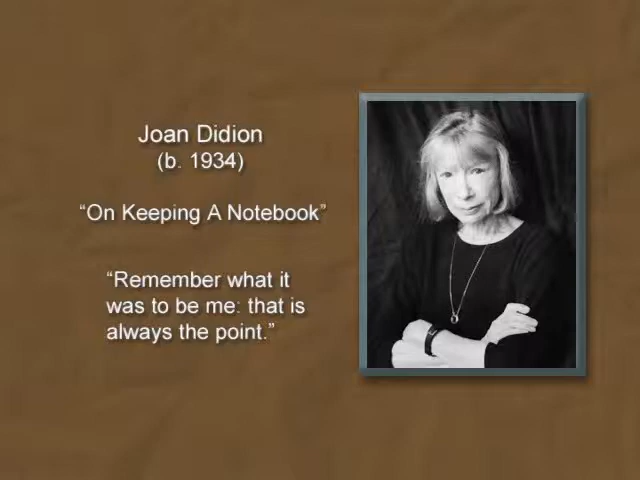 Joan Didion
(b. 1934)
“On Keeping A Notebook”
“Remember what it
was to be me: that is
always the point.”